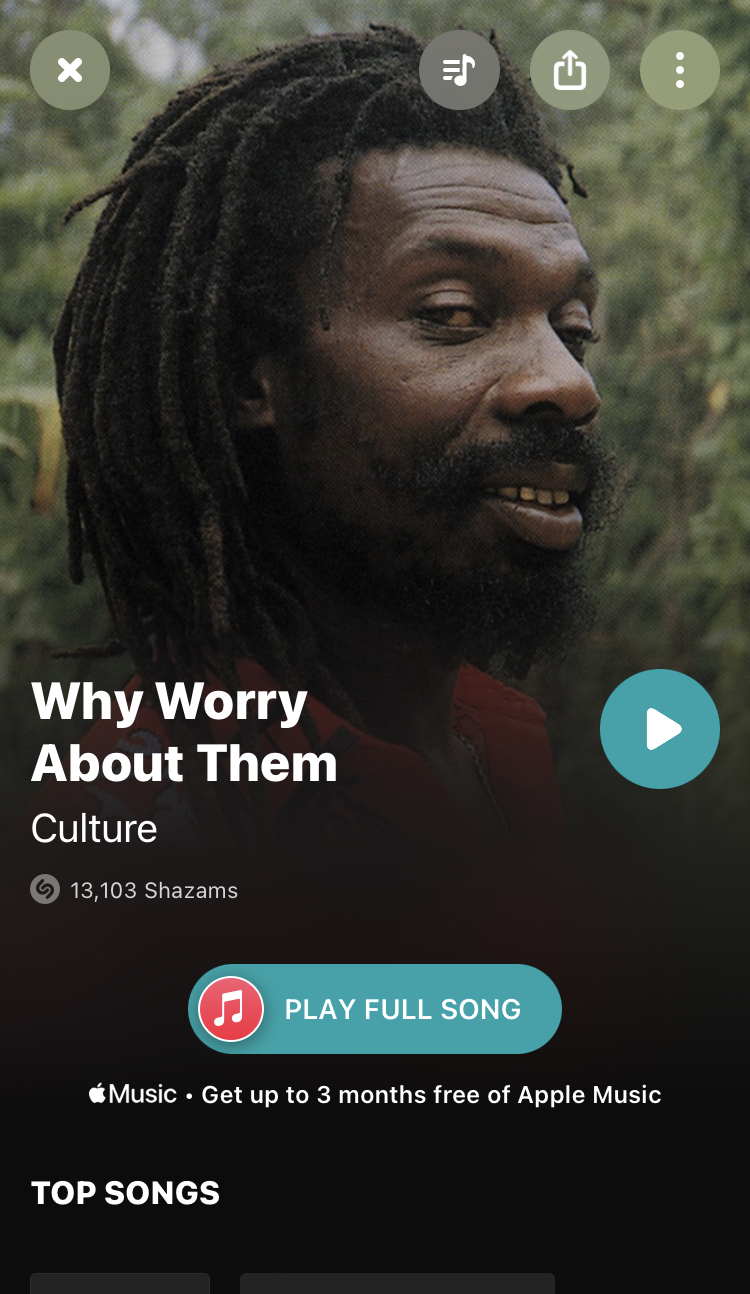 Why Worry
About Them
Culture
13,103 Shazams
PLAY FULL SONG
Music • Get up to 3 months free of Apple Music
TOP SONGS